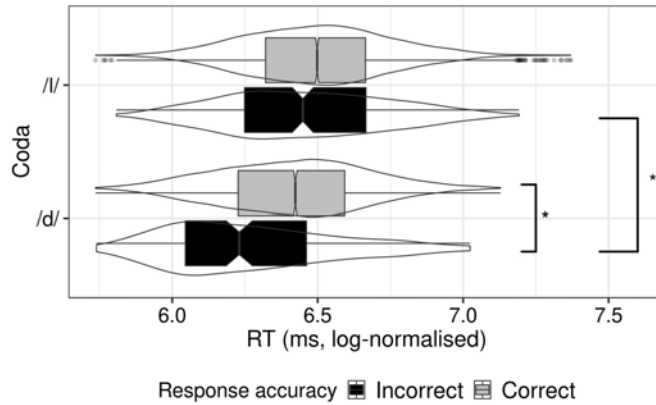 Coda
/l/
/d/
*
*
6.0 6.5 7.0 7.5
RT (ms, log-normalised)
Response accuracy Incorrect Correct